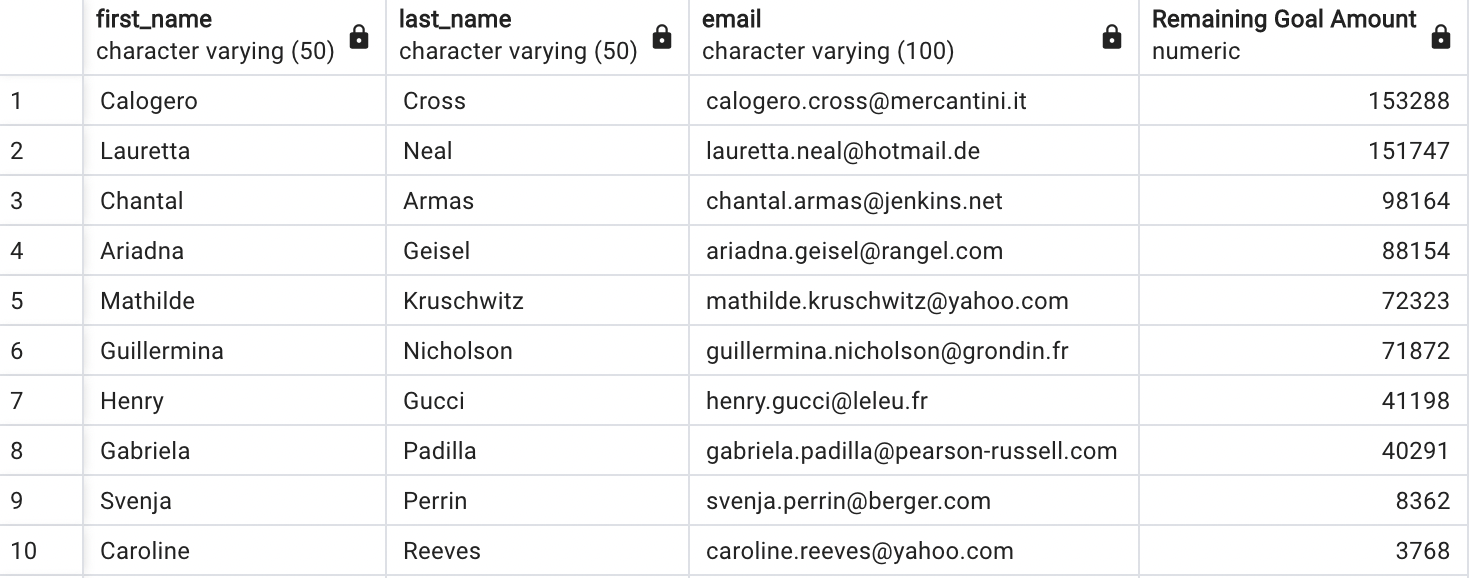 first_name last_name email Remaining Goal Amount
character varying (50) character varying (50) character varying (100) numeric
1 Calogero Cross calogero.cross@mercantini.it 153288
2 Lauretta Neal lauretta.neal@hotmail.de 151747
3 Chantal Armas chantal.armas@jenkins.net 98164
4 Ariadna Geisel ariadna.geisel@rangel.com 88154
5 Mathilde Kruschwitz mathilde.kruschwitz@yahoo.com 72323
6 Guillermina Nicholson guillermina.nicholson@grondin.fr 71872
7 Henry Gucci henry.gucci@leleu.fr 41198
8 Gabriela Padilla gabriela.padilla@pearson-russell.com 40291
9 Svenja Perrin svenja.perrin@berger.com 8362
10 Caroline Reeves caroline.reeves@yahoo.com 3768